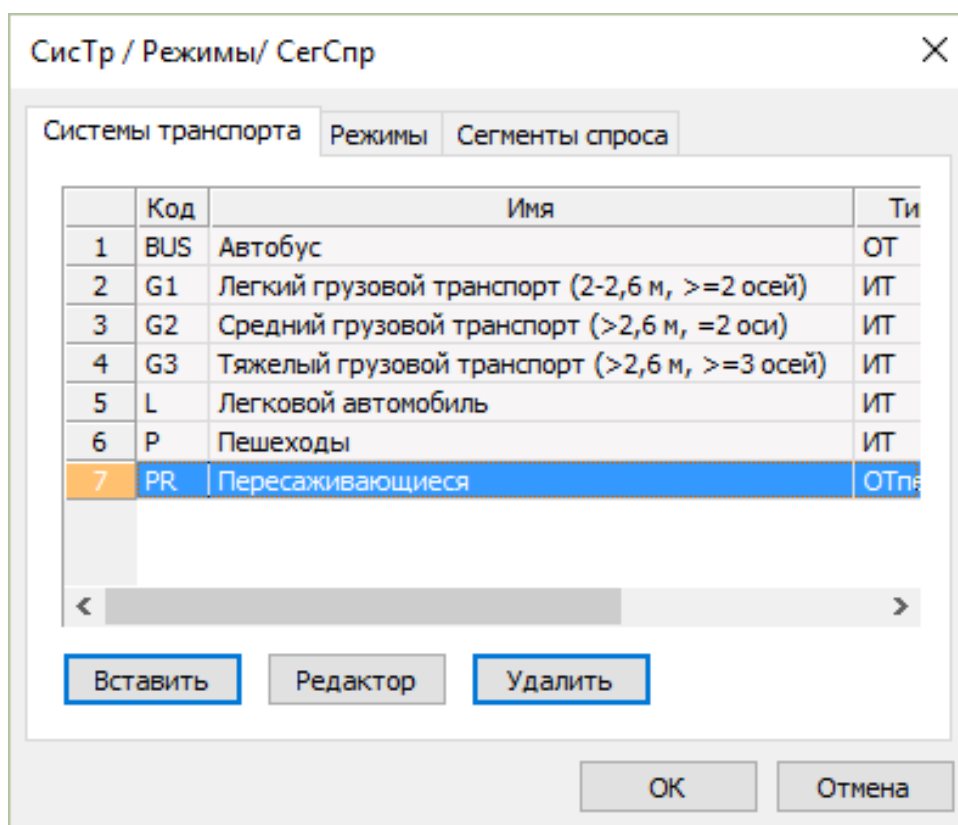 СисТр / Режимы/ СегСпр
Системы транспорта Режимы Сегменты спроса
Код Имя Ти
1 BUS Автобус ОТ
2 G1 Легкий грузовой транспорт (2-2,6 м, >=2 осей) ИТ
3 G2 Средний грузовой транспорт (>2,6 м, =2 оси) ИТ
4 G3 Тяжелый грузовой транспорт (>2,6 м, >=3 осей) ИТ
5 L Легковой автомобиль ИТ
6 P Пешеходы ИТ
7 PR Пересаживающиеся ОТпе
Вставить Редактор Удалить
ОК Отмена